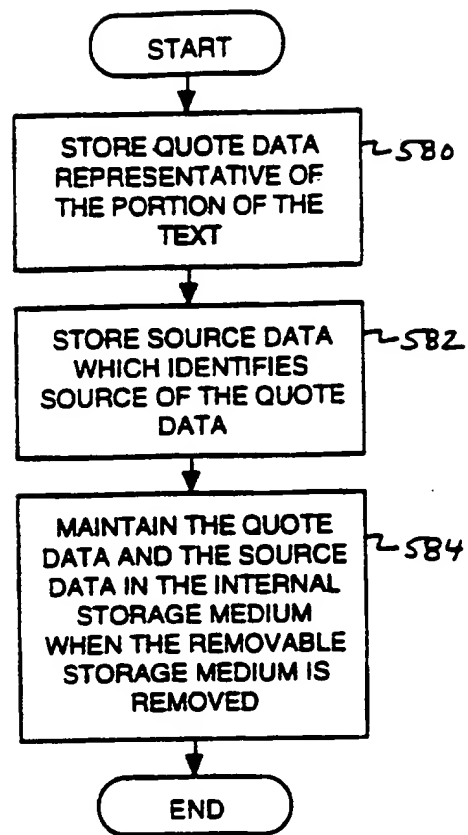 START
STORE QUOTE DATA
REPRESENTATIVE OF
THE PORTION OF THE
TEXT
580
STORE SOURCE DATA
WHICH IDENTIFIES
SOURCE OF THE QUOTE
DATA
582
MAINTAIN THE QUOTE
DATA AND THE SOURCE
DATA IN THE INTERNAL
STORAGE MEDIUM
WHEN THE REMOVABLE
STORAGE MEDIUM IS
REMOVED
584
END